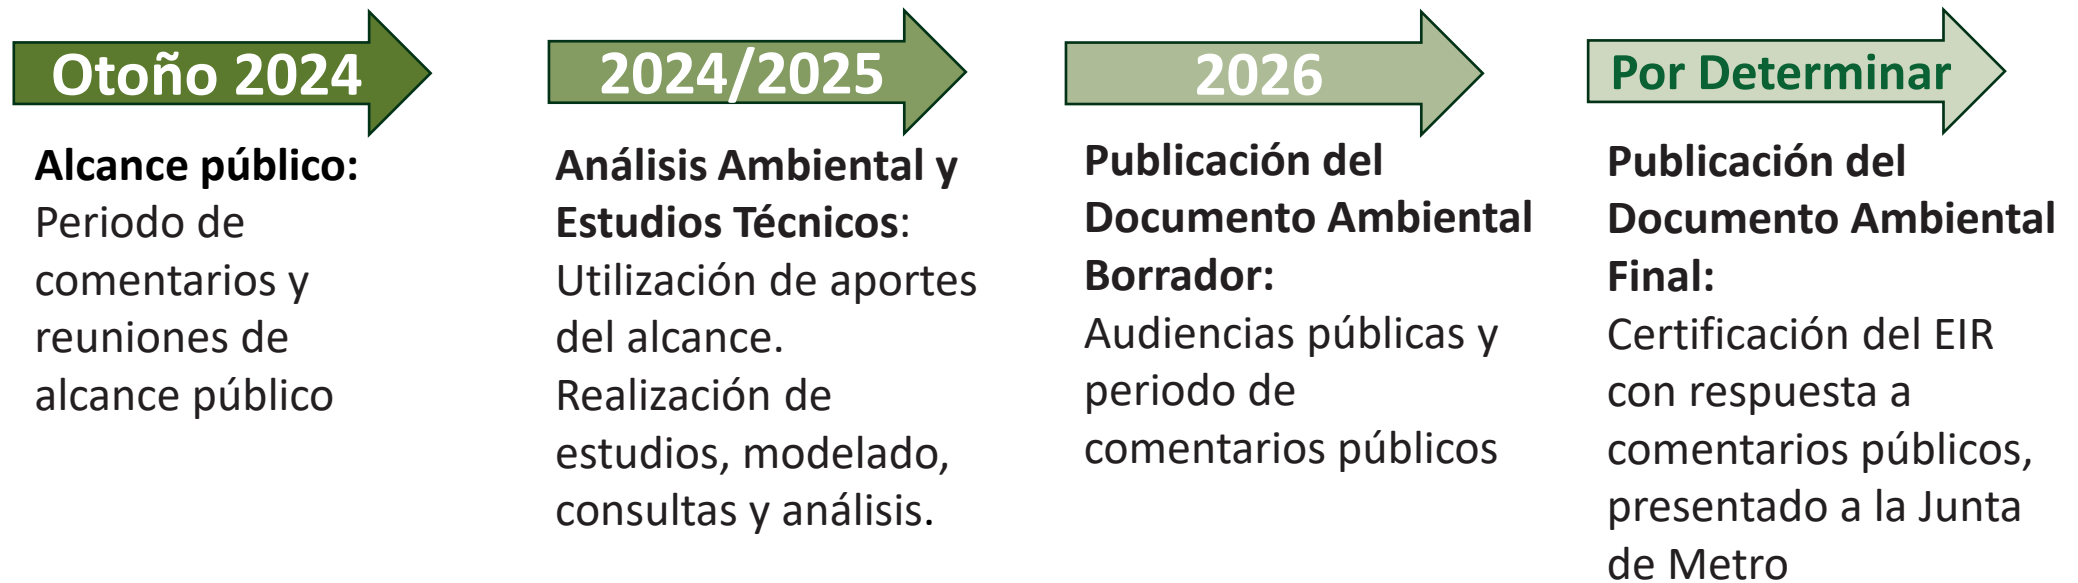 Otoño 2024
Alcance público:
Periodo de
comentarios y
reuniones de
alcance público
2024/2025
Análisis Ambiental y
Estudios Técnicos:
Utilización de aportes
del alcance.
Realización de
estudios, modelado,
consultas y análisis.
2026
Publicación del
Documento Ambiental
Borrador:
Audiencias públicas y
periodo de
comentarios públicos
Por Determinar
Publicación del
Documento Ambiental
Final:
Certificación del EIR
con respuesta a
comentarios públicos,
presentado a la Junta
de Metro